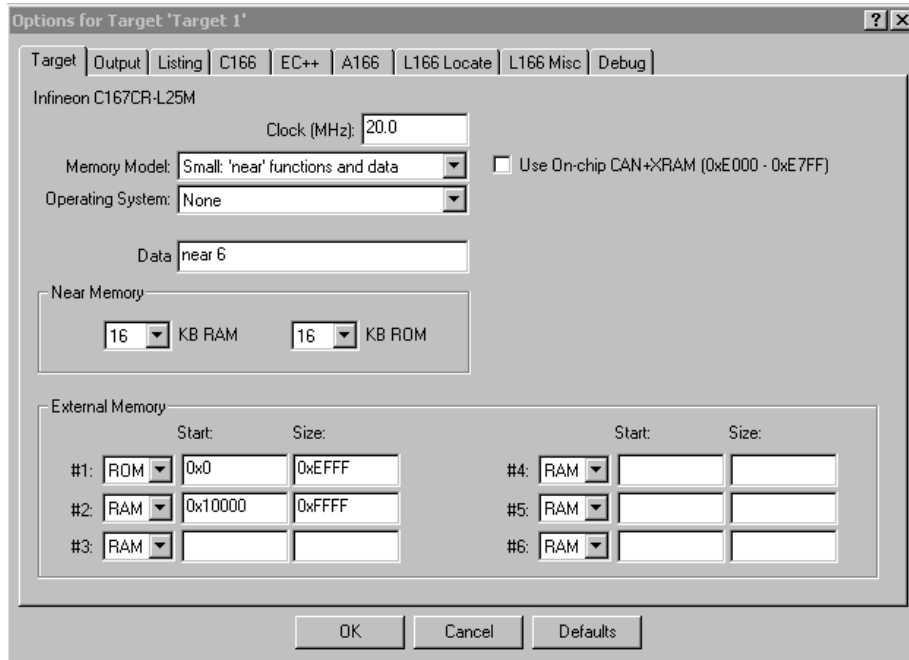 Options for Target 'Target 1'
? X
Target Output Listing C166 EC++ A166 L166 Locate L166 Misc Debug
Infineon C167CR-L25M
Clock (MHz): 20.0
Memory Model: Small: 'near' functions and data Use On-chip CAN+XRAM (0xE000 - 0xE7FF)
Operating System: None
Data near 6
Near Memory
16 KB RAM 16 KB ROM
External Memory
Start: Size: Start: Size:
#1: ROM 0x0 0xEFFF #4: RAM
#2: RAM 0x10000 0xFFFF #5: RAM
#3: RAM #6: RAM
OK Cancel Defaults